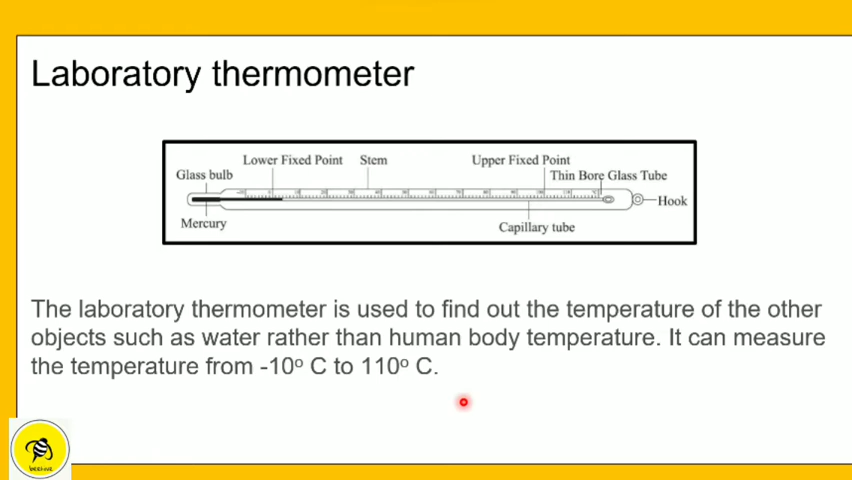 Laboratory thermometer
Lower Fixed Point Stem Upper Fixed Point
Glass bulb Thin Bore Glass Tube
Hook
Mercury Capillary tube
The laboratory thermometer is used to find out the temperature of the other
objects such as water rather than human body temperature. It can measure
the temperature from -10º C to 110º C.